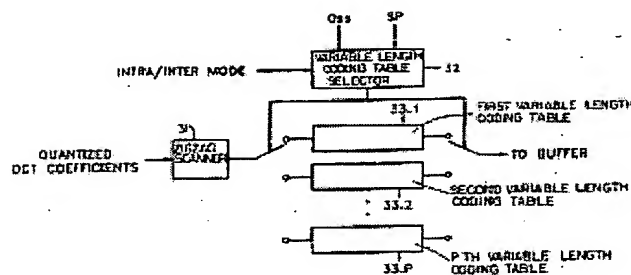 Qss SP
VARIABLE LENGTH
CODING TABLE
SELECTOR
32
INTRA/INTER MODE
33.1
FIRST VARIABLE LENGTH
CODING TABLE
31
ZIGZAG
SCANNER
QUANTIZED
DCT COEFFICIENTS
TO BUFFER
SECOND VARIABLE LENGTH
CODING TABLE
33.2
P TH VARIABLE LENGTH
CODING TABLE
33.P